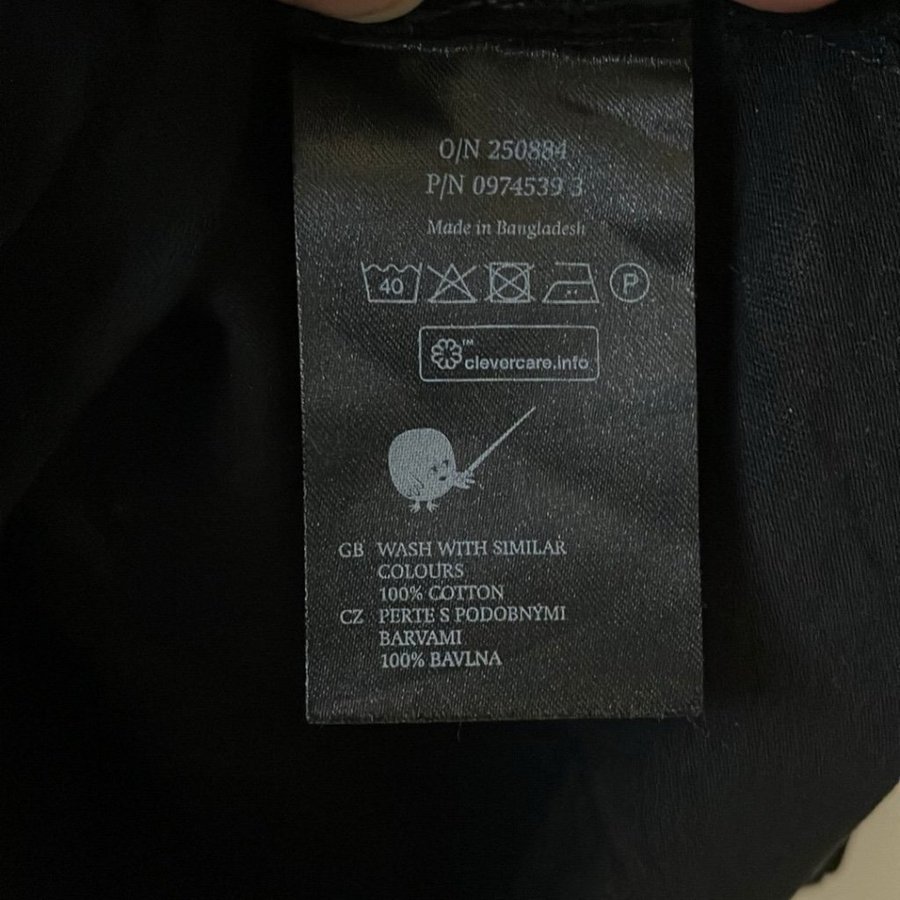 O/N 250884
P/N 0974539 3
Made in Bangladesh
40 P
™
clevercare.info
GB WASH WITH SIMILAR
COLOURS
100% COTTON
CZ PERTE S PODOBNÝMI
BARVAMI
100% BAVLNA